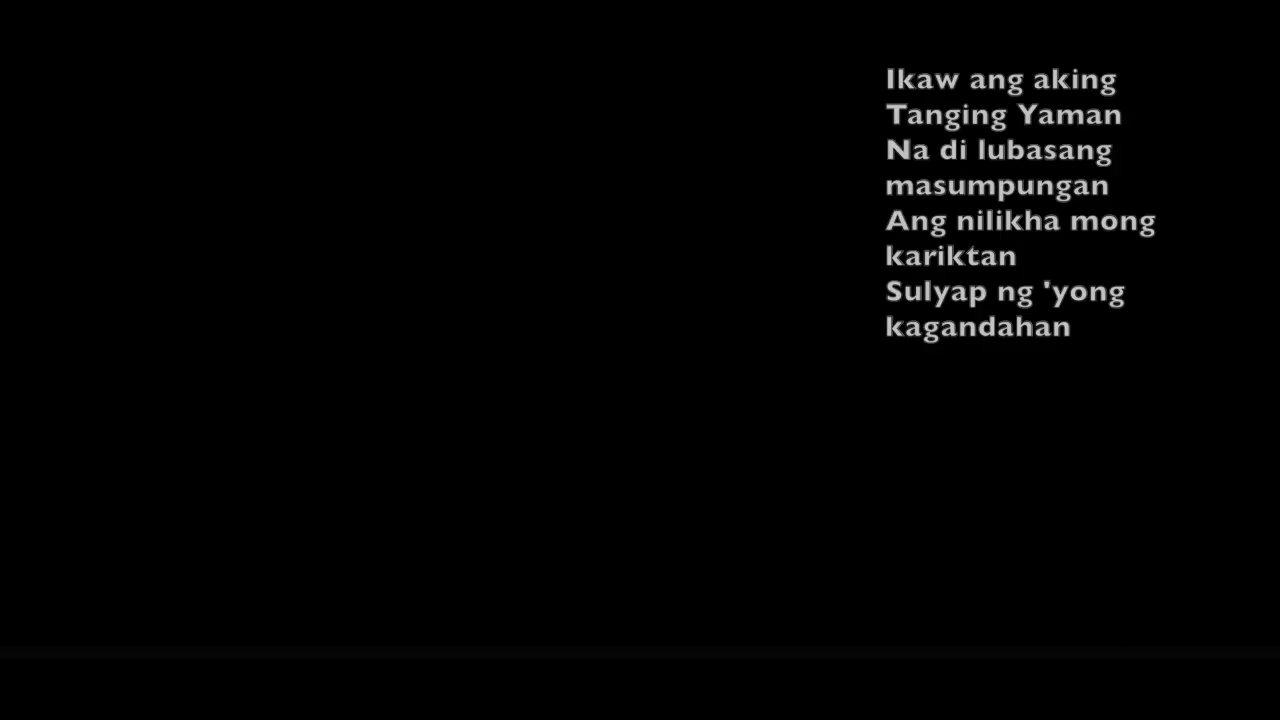 Ikaw ang aking
Tanging Yaman
Na di lubasang
masumpungan
Ang nilikha mong
kariktan
Sulyap ng 'yong
kagandahan